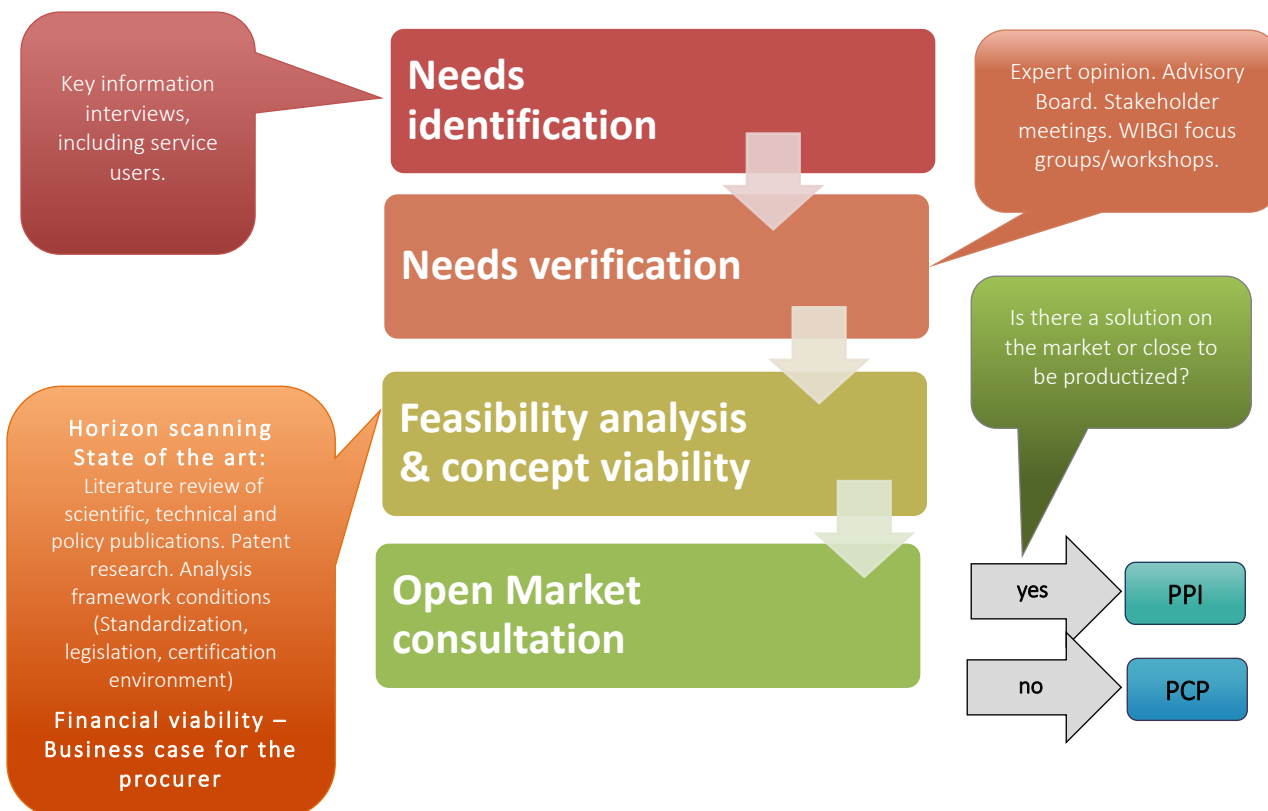 Key information
interviews,
including service
users.
Needs
identification
Expert opinion. Advisory
Board. Stakeholder
meetings. WIBGI focus
groups/workshops.
Needs verification
Is there a solution on
the market or close to
be productized?
Horizon scanning
State of the art:
Literature review of
scientific, technical and
policy publications. Patent
research. Analysis
framework conditions
(Standardization,
legislation, certification
environment)
Financial viability –
Business case for the
procurer
Feasibility analysis
& concept viability
Open Market
consultation
yes
PPI
no
PCP